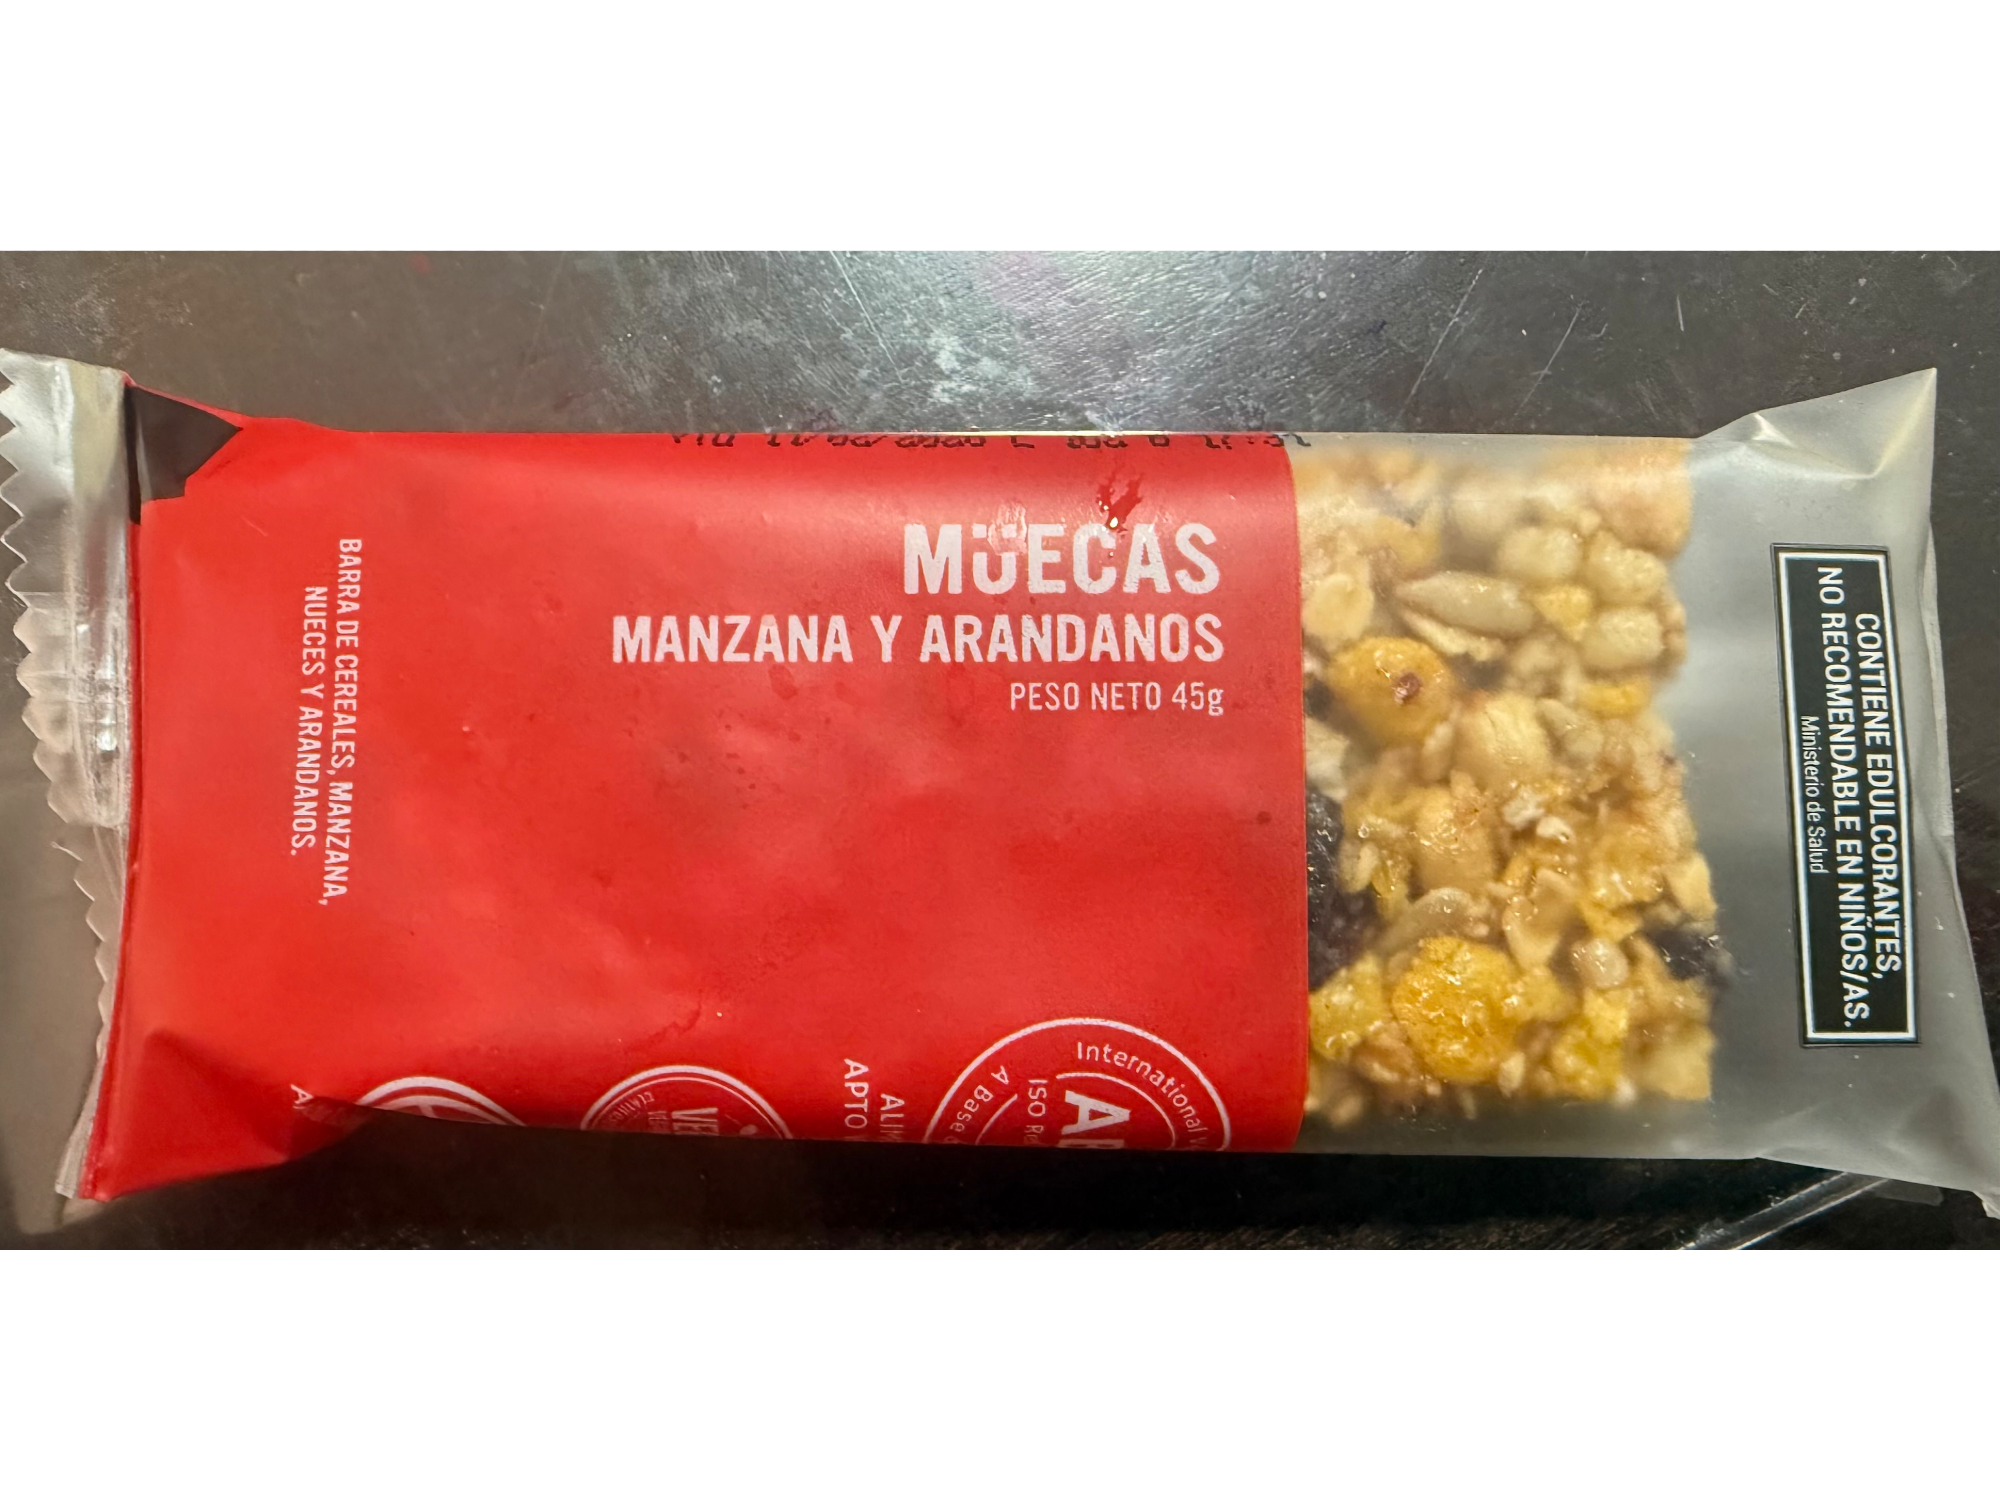 MÜECAS
MANZANA Y ARANDANOS
PESO NETO 45g
BARRA DE CEREALES, MANZANA,
NUECES Y ARANDANOS.
CONTIENE EDULCORANTES,
NO RECOMENDABLE EN NIÑOS/AS.
Ministerio de Salud
International
A Base
ISO
APTO